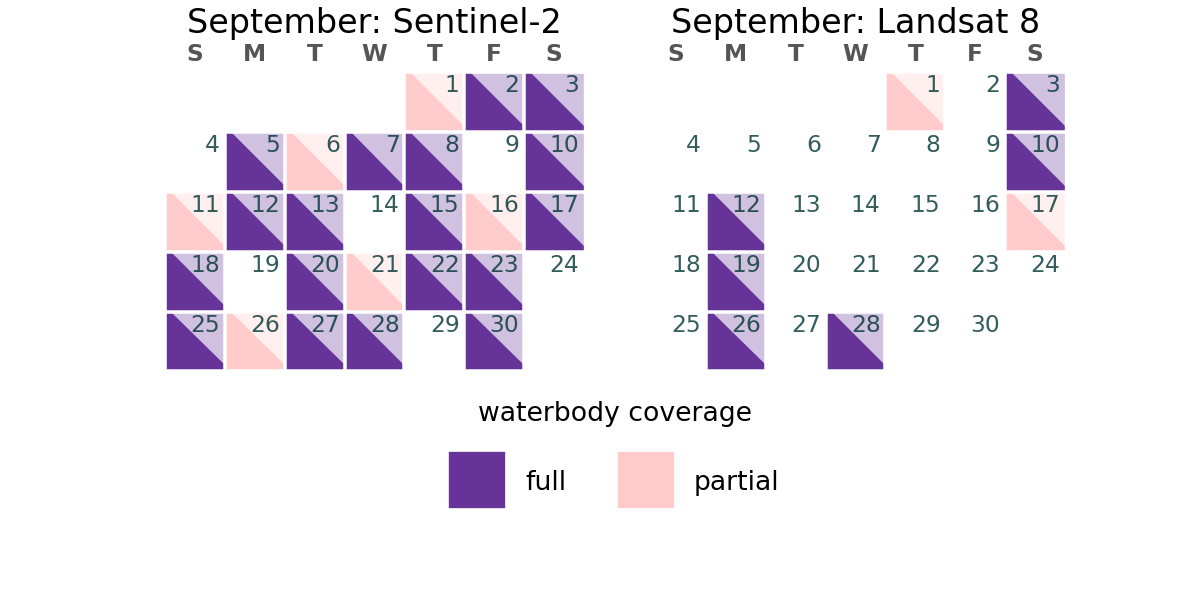 September: Sentinel-2
S M T W T F S
1 2 3
4 5 6 7 8 9 10
11 12 13 14 15 16 17
18 19 20 21 22 23 24
25 26 27 28 29 30
September: Landsat 8
S M T W T F S
1 2 3
4 5 6 7 8 9 10
11 12 13 14 15 16 17
18 19 20 21 22 23 24
25 26 27 28 29 30
waterbody coverage
full partial